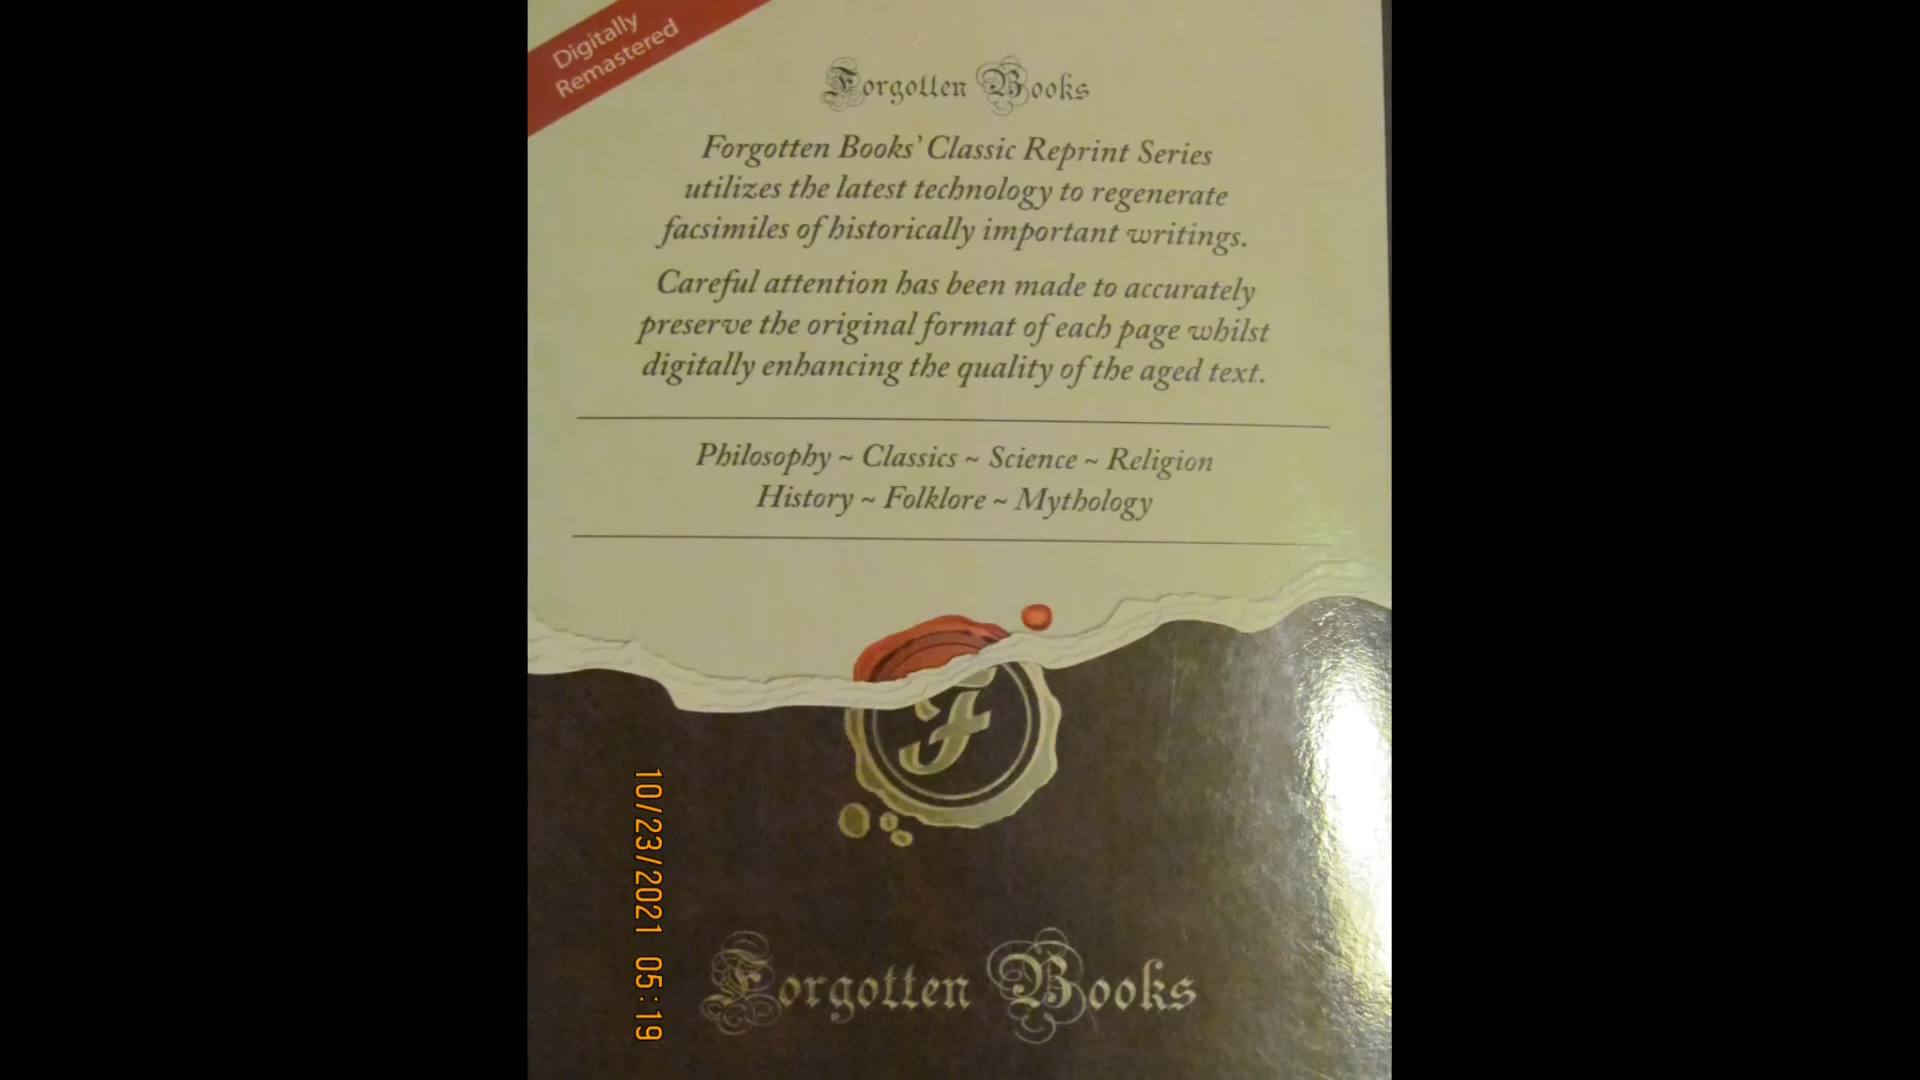 Digitally
Remastered
Forgotten Books
Forgotten Books' Classic Reprint Series
utilizes the latest technology to regenerate
facsimiles of historically important writings.
Careful attention has been made to accurately
preserve the original format of each page whilst
digitally enhancing the quality of the aged text.
Philosophy ~ Classics ~ Science ~ Religion
History ~ Folklore ~ Mythology
F
10/23/2021 05:19
Forgotten Books